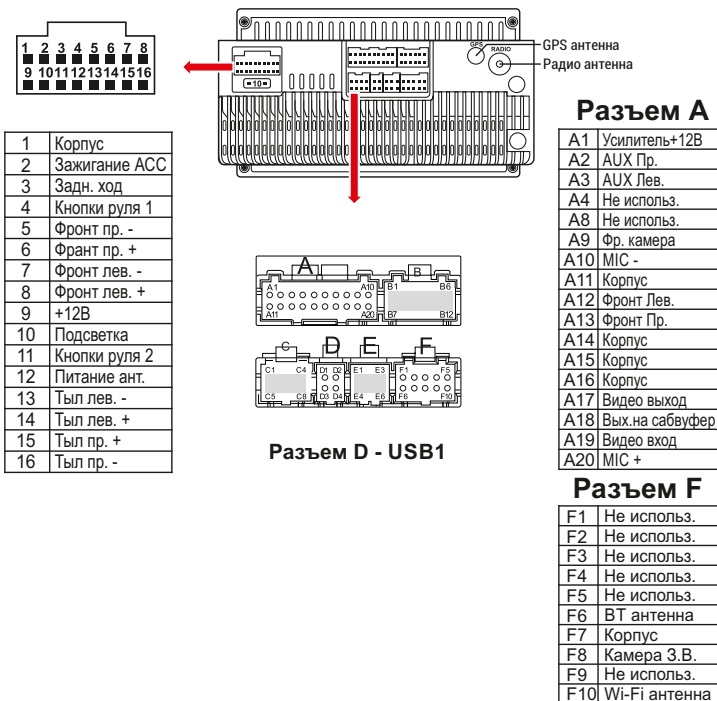 1 2 3 4 5 6 7 8
9 10 11 12 13 14 15 16
10
GPS
RADIO
GPS антенна
Радио антенна
1 Корпус
2 Зажигание ACC
3 Задн. ход
4 Кнопки руля 1
5 Фронт пр. -
6 Франт пр. +
7 Фронт лев. -
8 Фронт лев. +
9 +12В
10 Подсветка
11 Кнопки руля 2
12 Питание ант.
13 Тыл лев. -
14 Тыл лев. +
15 Тыл пр. +
16 Тыл пр. -
A
B
A1 A10
B1 B6
A11 A20
B7 B12
C
D
E
F
C1 C4
D1 D2
E1 E3
F1 F5
C5 C8
D3 D4
E4 E6
F6 F10
Разъем D - USB1
Разъем A
A1 Усилитель+12В
A2 AUX Пр.
A3 AUX Лев.
A4 Не использ.
A8 Не использ.
A9 Фр. камера
A10 MIC -
A11 Корпус
A12 Фронт Лев.
A13 Фронт Пр.
A14 Корпус
A15 Корпус
A16 Корпус
A17 Видео выход
A18 Вых.на сабвуфер
A19 Видео вход
A20 MIC +
Разъем F
F1 Не использ.
F2 Не использ.
F3 Не использ.
F4 Не использ.
F5 Не использ.
F6 BT антенна
F7 Корпус
F8 Камера З.В.
F9 Не использ.
F10 Wi-Fi антенна